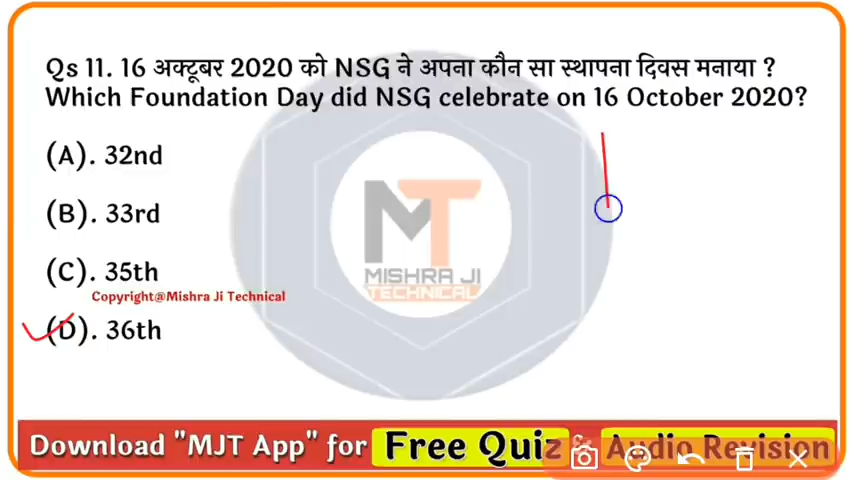 Qs 11. 16 अक्टूबर 2020 को NSG ने अपना कौन सा स्थापना दिवस मनाया ?
Which Foundation Day did NSG celebrate on 16 October 2020?
(A). 32nd
(B). 33rd
MT
MISHRA JI
TECHNICAL
(C). 35th
Copyright@Mishra Ji Technical
(D). 36th
Download "MJT App" for Free Quiz & Audio Revision